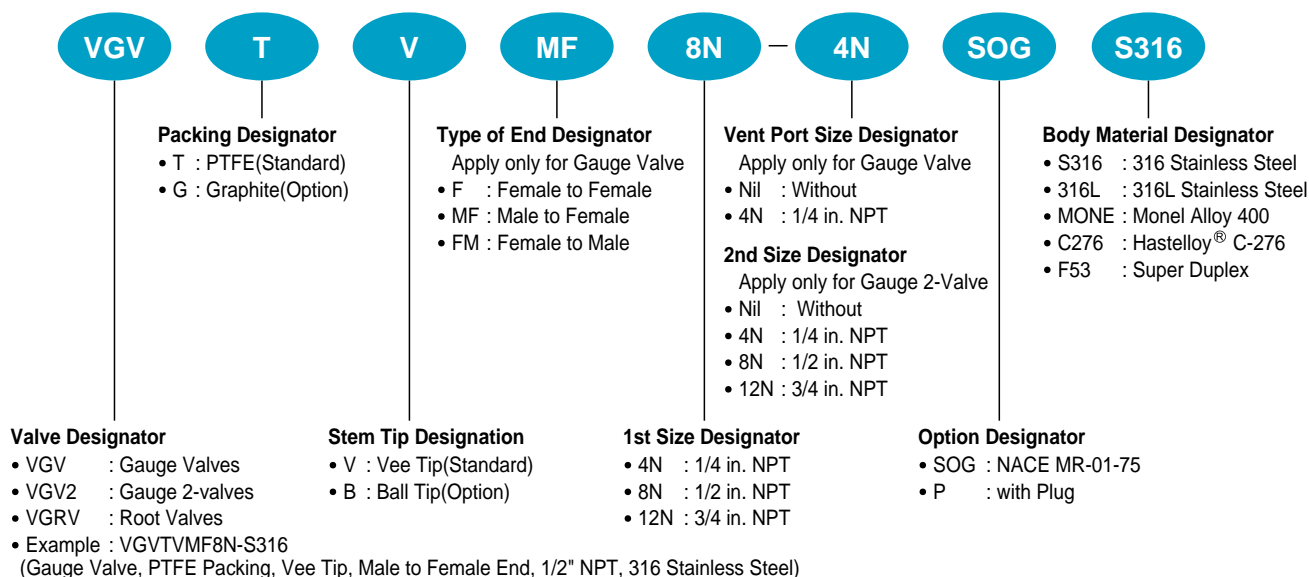 VGV T V MF 8N – 4N SOG S316
Packing Designator
• T : PTFE(Standard)
• G : Graphite(Option)
Type of End Designator
Apply only for Gauge Valve
• F : Female to Female
• MF : Male to Female
• FM : Female to Male
Vent Port Size Designator
Apply only for Gauge Valve
• Nil : Without
• 4N : 1/4 in. NPT
2nd Size Designator
Apply only for Gauge 2-Valve
• Nil : Without
• 4N : 1/4 in. NPT
• 8N : 1/2 in. NPT
• 12N : 3/4 in. NPT
Body Material Designator
• S316 : 316 Stainless Steel
• 316L : 316L Stainless Steel
• MONE : Monel Alloy 400
• C276 : Hastelloy® C-276
• F53 : Super Duplex
Valve Designator
• VGV : Gauge Valves
• VGV2 : Gauge 2-valves
• VGRV : Root Valves
• Example : VGVTVMF8N-S316
(Gauge Valve, PTFE Packing, Vee Tip, Male to Female End, 1/2" NPT, 316 Stainless Steel)
Stem Tip Designation
• V : Vee Tip(Standard)
• B : Ball Tip(Option)
1st Size Designator
• 4N : 1/4 in. NPT
• 8N : 1/2 in. NPT
• 12N : 3/4 in. NPT
Option Designator
• SOG : NACE MR-01-75
• P : with Plug